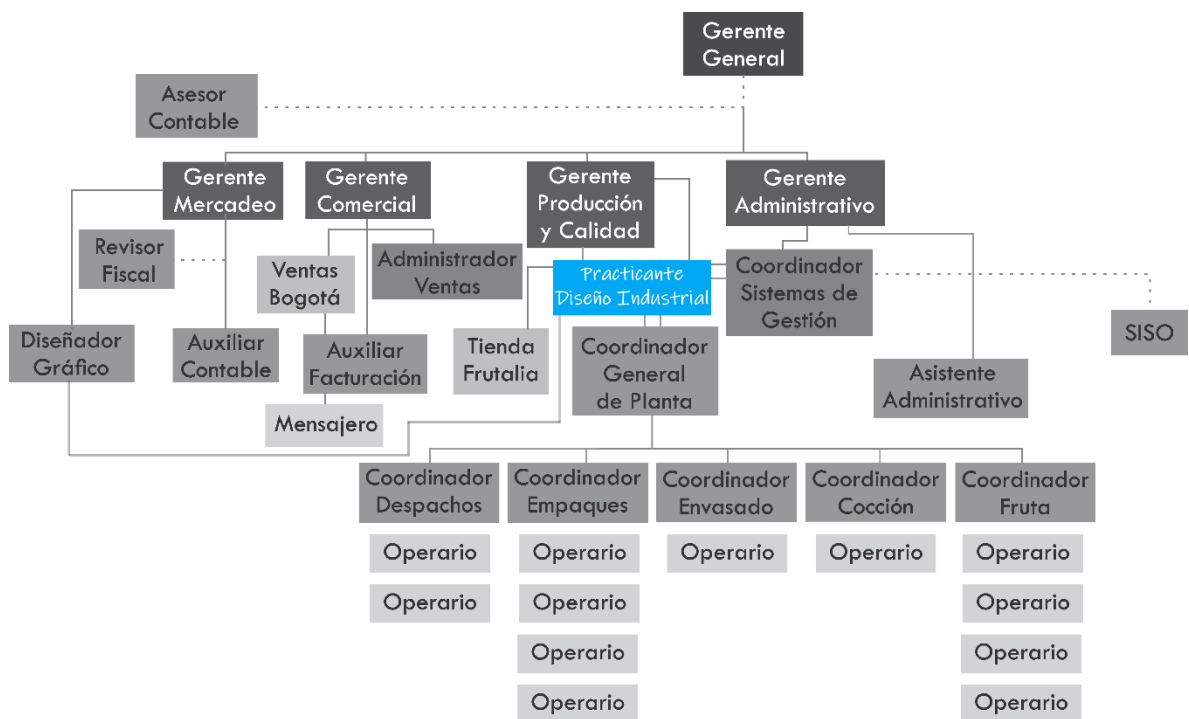 Gerente
General
Asesor
Contable
Gerente
Mercadeo
Gerente
Comercial
Gerente
Producción
y Calidad
Gerente
Administrativo
Revisor
Fiscal
Ventas
Bogotá
Administrador
Ventas
Practicante
Diseño Industrial
Coordinador
Sistemas de
Gestión
SISO
Diseñador
Gráfico
Auxiliar
Contable
Auxiliar
Facturación
Tienda
Frutalia
Coordinador
General
de Planta
Asistente
Administrativo
Mensajero
Coordinador
Despachos
Coordinador
Empaques
Coordinador
Envasado
Coordinador
Cocción
Coordinador
Fruta
Operario
Operario
Operario
Operario
Operario
Operario
Operario
Operario
Operario
Operario
Operario
Operario